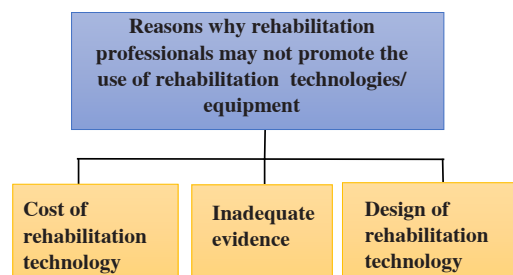 Reasons why rehabilitation
professionals may not promote the
use of rehabilitation technologies/
equipment
Cost of
rehabilitation
technology
Inadequate
evidence
Design of
rehabilitation
technology